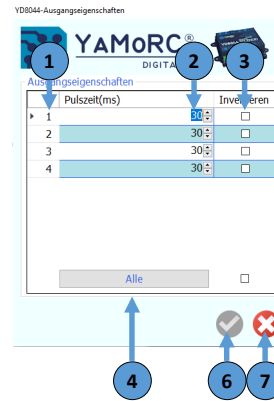 YD8044-Ausgangseigenschaften
YAMORC®
DIGITA
1 2 3
Ausgangseigenschaften
Pulszeit(ms) Invertieren
1 30
2 30
3 30
4 30
Alle
4 6 7